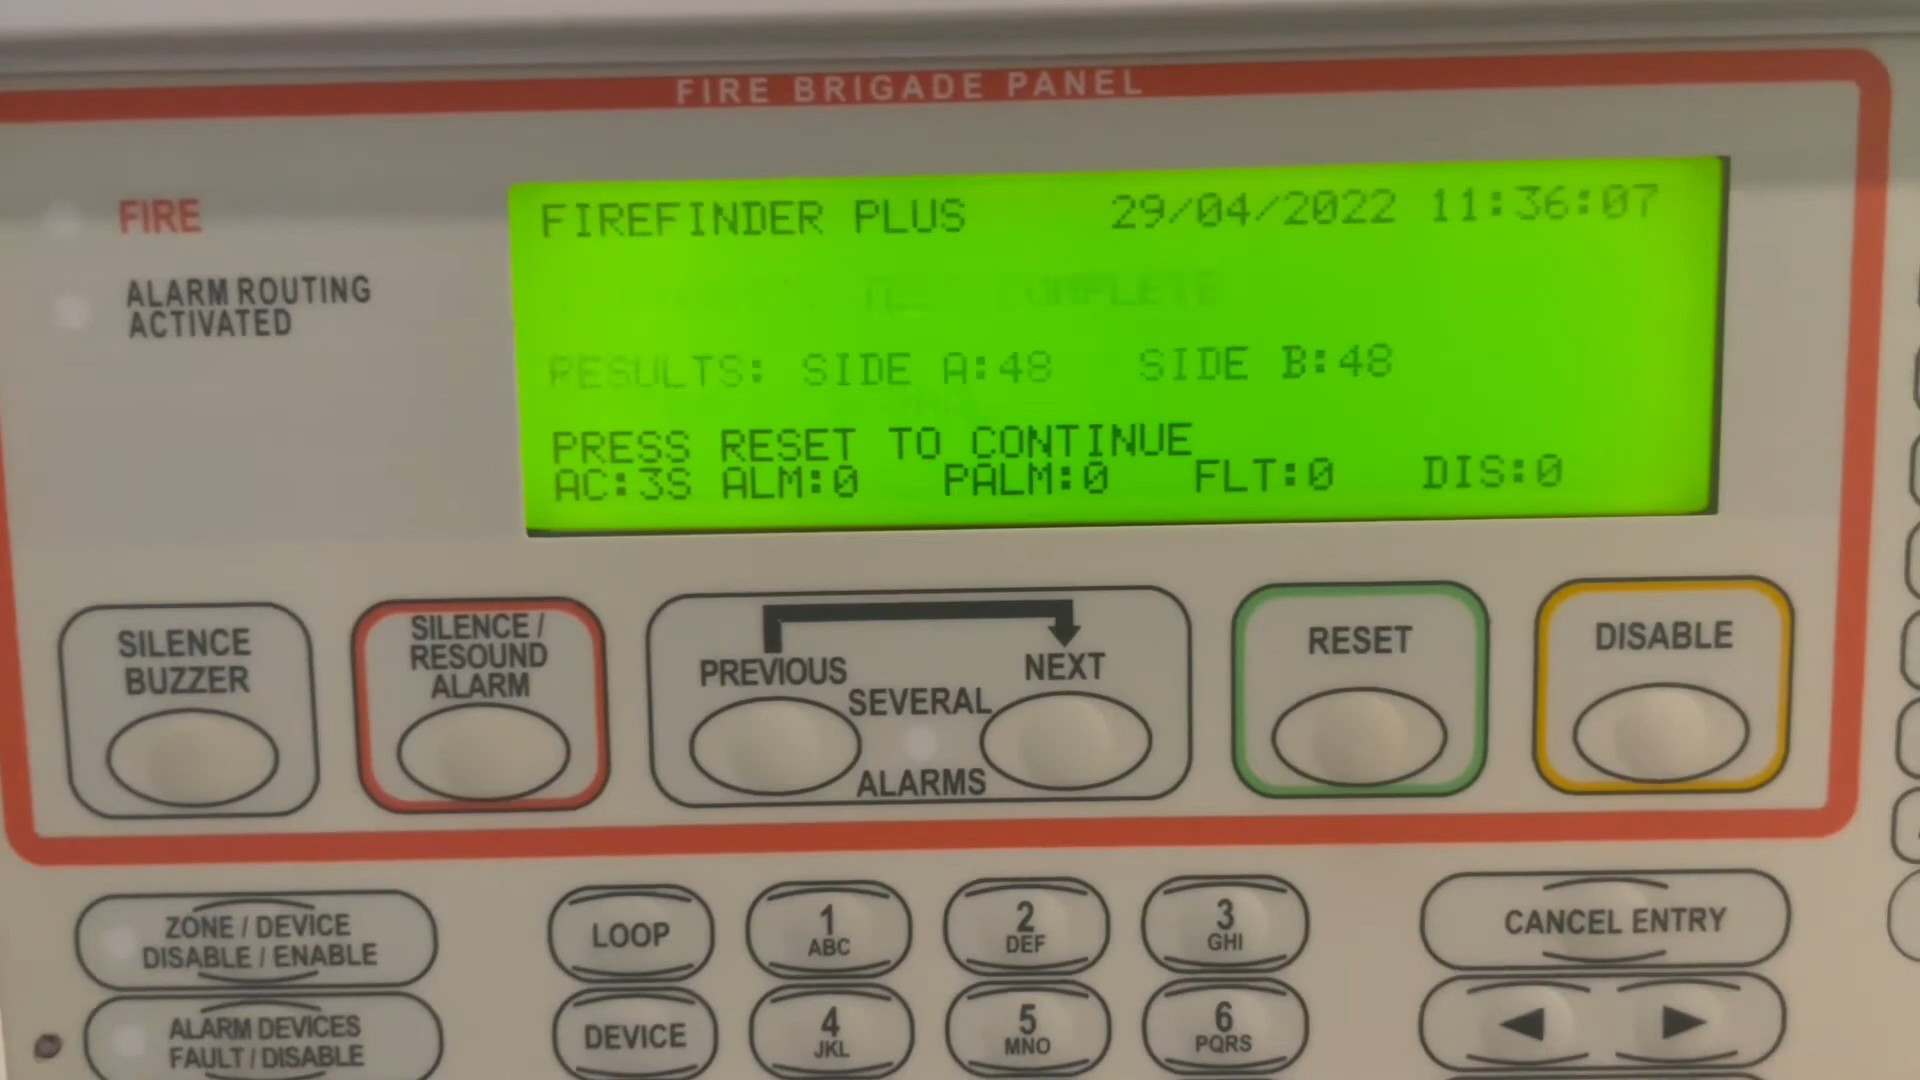 FIRE BRIGADE PANEL
FIRE
ALARM ROUTING
ACTIVATED
FIREFINDER PLUS 29/04/2022 11:36:07
COMPLETE
RESULTS: SIDE A:48 SIDE B:48
PRESS RESET TO CONTINUE
AC:3S ALM:0 PALM:0 FLT:0 DIS:0
SILENCE
BUZZER
SILENCE /
RESOUND
ALARM
PREVIOUS
NEXT
SEVERAL
ALARMS
RESET
DISABLE
ZONE / DEVICE
DISABLE / ENABLE
LOOP
1
ABC
2
DEF
3
GHI
CANCEL ENTRY
ALARM DEVICES
FAULT / DISABLE
DEVICE
4
JKL
5
MNO
6
PQRS